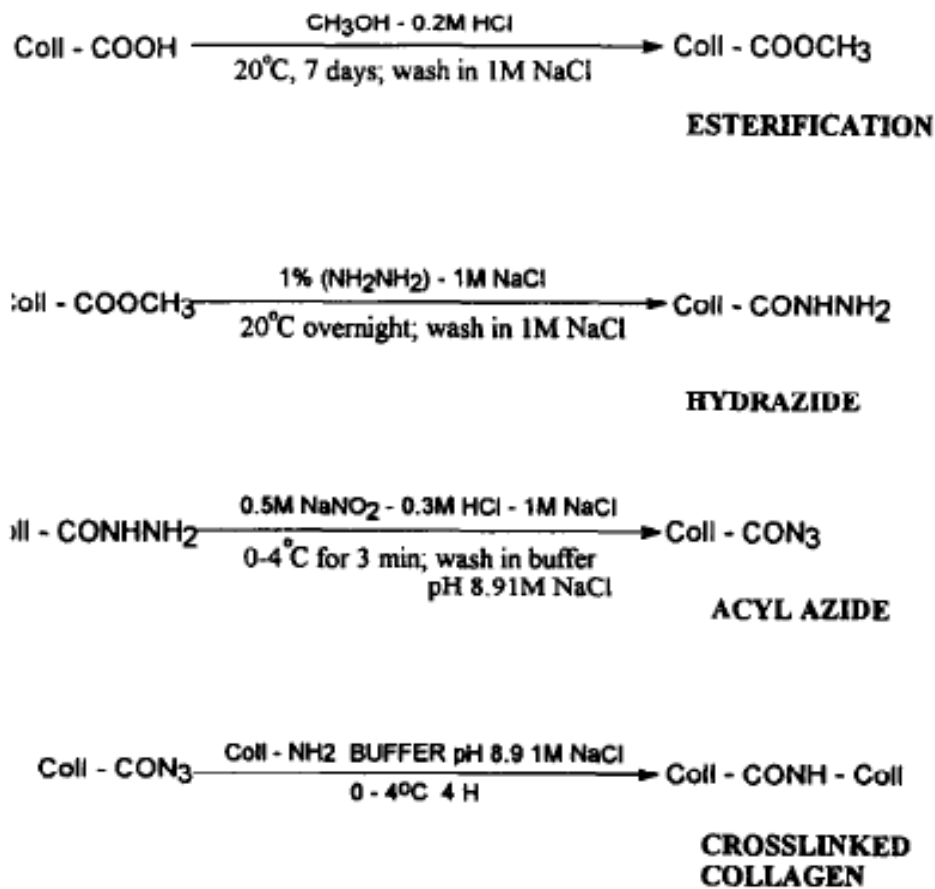 CH3OH - 0.2M HCl
Coll - COOH
Coll - COOCH3
20°C, 7 days; wash in 1M NaCl
ESTERIFICATION
1% (NH2NH2) - 1M NaCl
oll - COOCH3
Coll - CONHNH2
20°C overnight; wash in 1M NaCl
HYDRAZIDE
0.5M NaNO2 - 0.3M HCl - 1M NaCl
ll - CONHNH2
Coll - CON3
0-4°C for 3 min; wash in buffer
pH 8.91M NaCl
ACYL AZIDE
Coll - NH2 BUFFER pH 8.9 1M NaCl
Coll - CON3
Coll - CONH - Coll
0 - 4ºC 4 H
CROSSLINKED
COLLAGEN